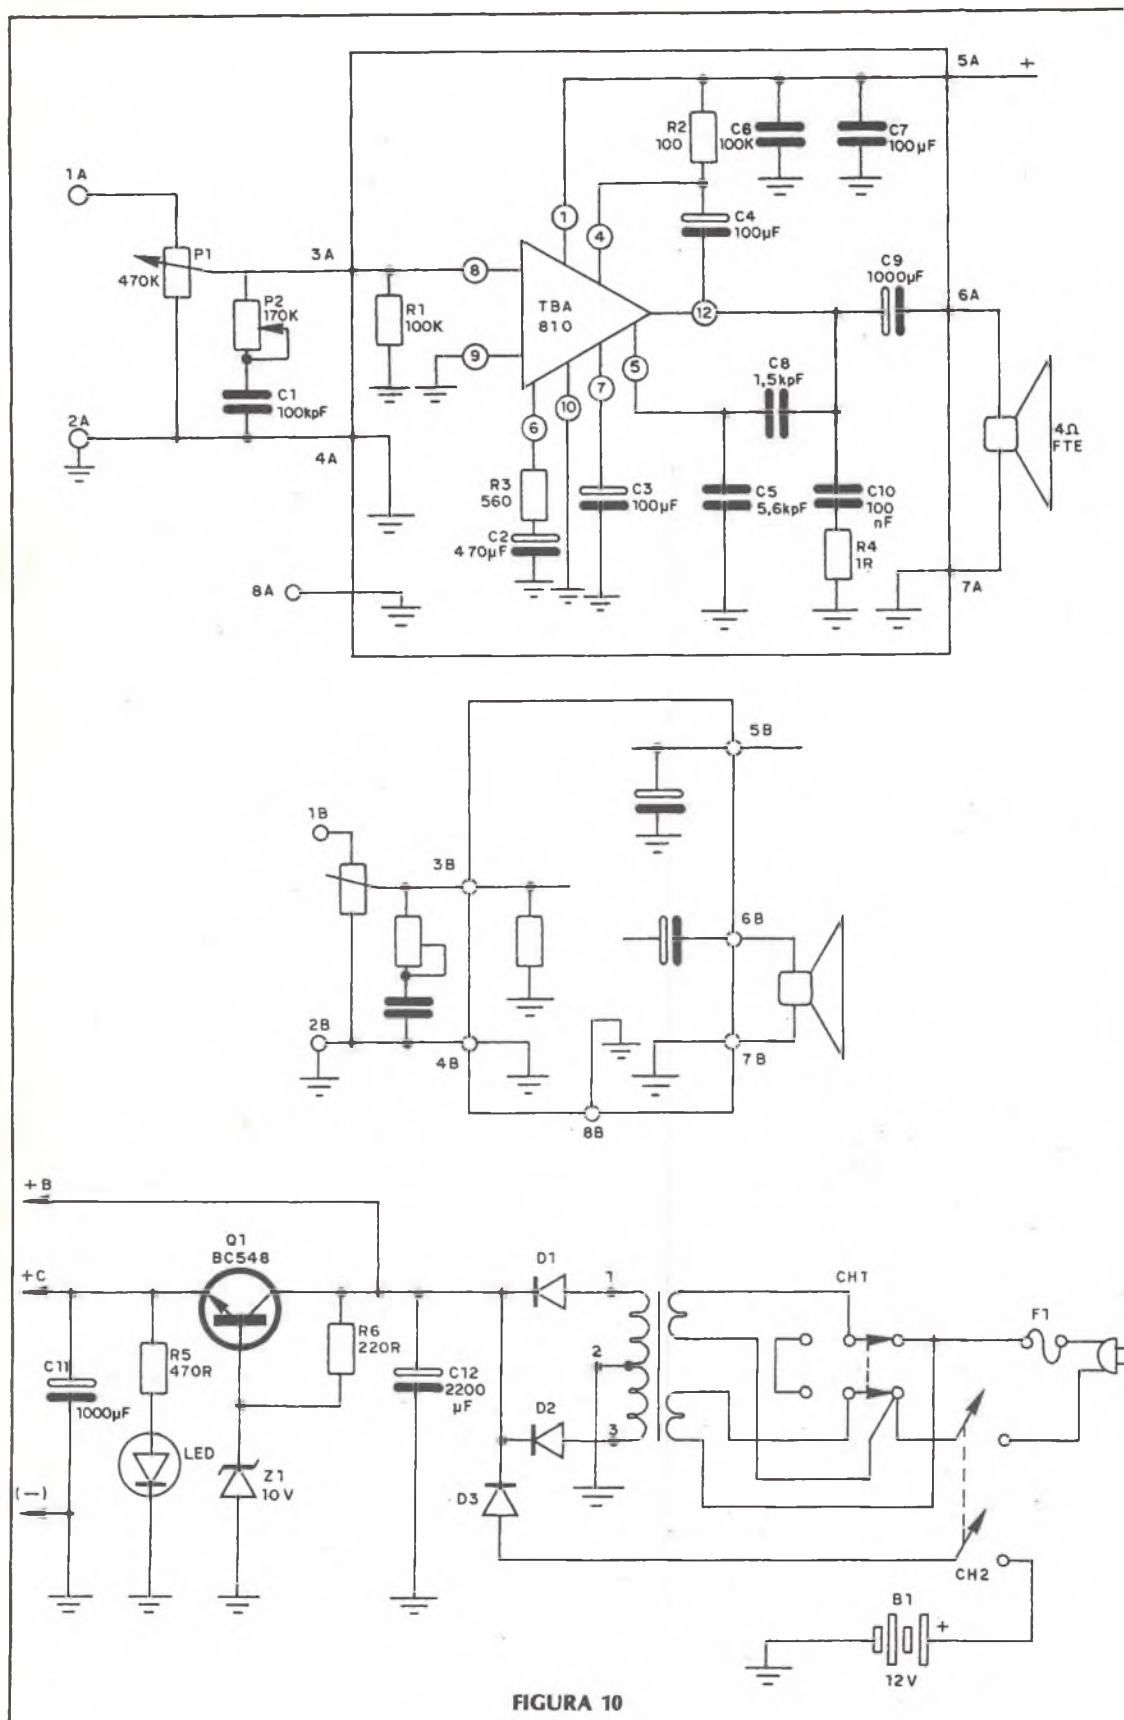 5A +
R2
100
C6
100K
C7
100µF
1A
1
4
C4
100µF
P1
470K
3A
8
C9
1000µF
6A
P2
170K
R1
100K
TBA
810
12
9
5
C8
1,5kpF
C1
100kpF
7
10
6
2A
4A
4Ω
FTE
R3
560
C3
100µF
C5
5,6kpF
C10
100
nF
C2
470µF
R4
1R
8A
7A
5B
1B
3B
6B
2B
4B
7B
8B
+B
Q1
BC548
+C
D1
1
CH1
F1
R6
220R
R5
470R
C11
1000µF
C12
2200
µF
2
D2
3
LED
Z1
10V
(-)
D3
CH2
B1
+
12V
FIGURA 10